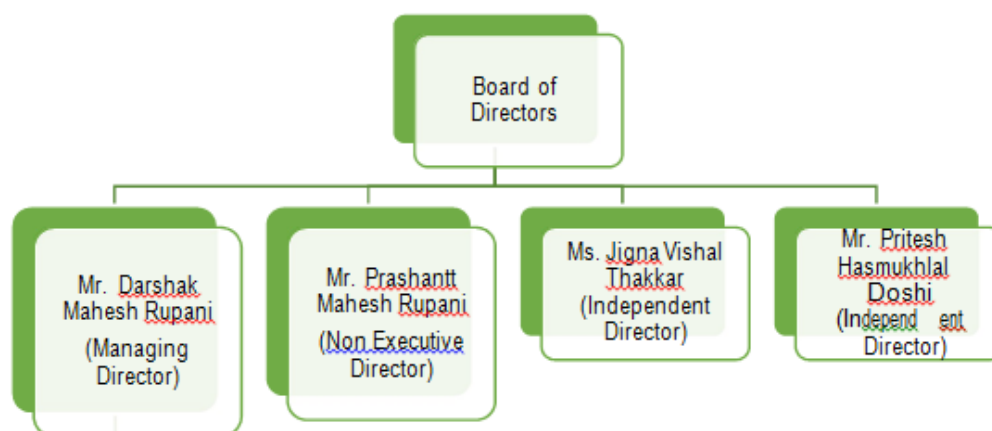 Board of
Directors
Mr. Darshak
Mahesh Rupani
(Managing
Director)
Mr. Prashantt
Mahesh Rupani
(Non Executive
Director)
Ms. Jigna Vishal
Thakkar
(Independent
Director)
Mr. Pritesh
Hasmukhlal
Doshi
(Independ ent
Director)